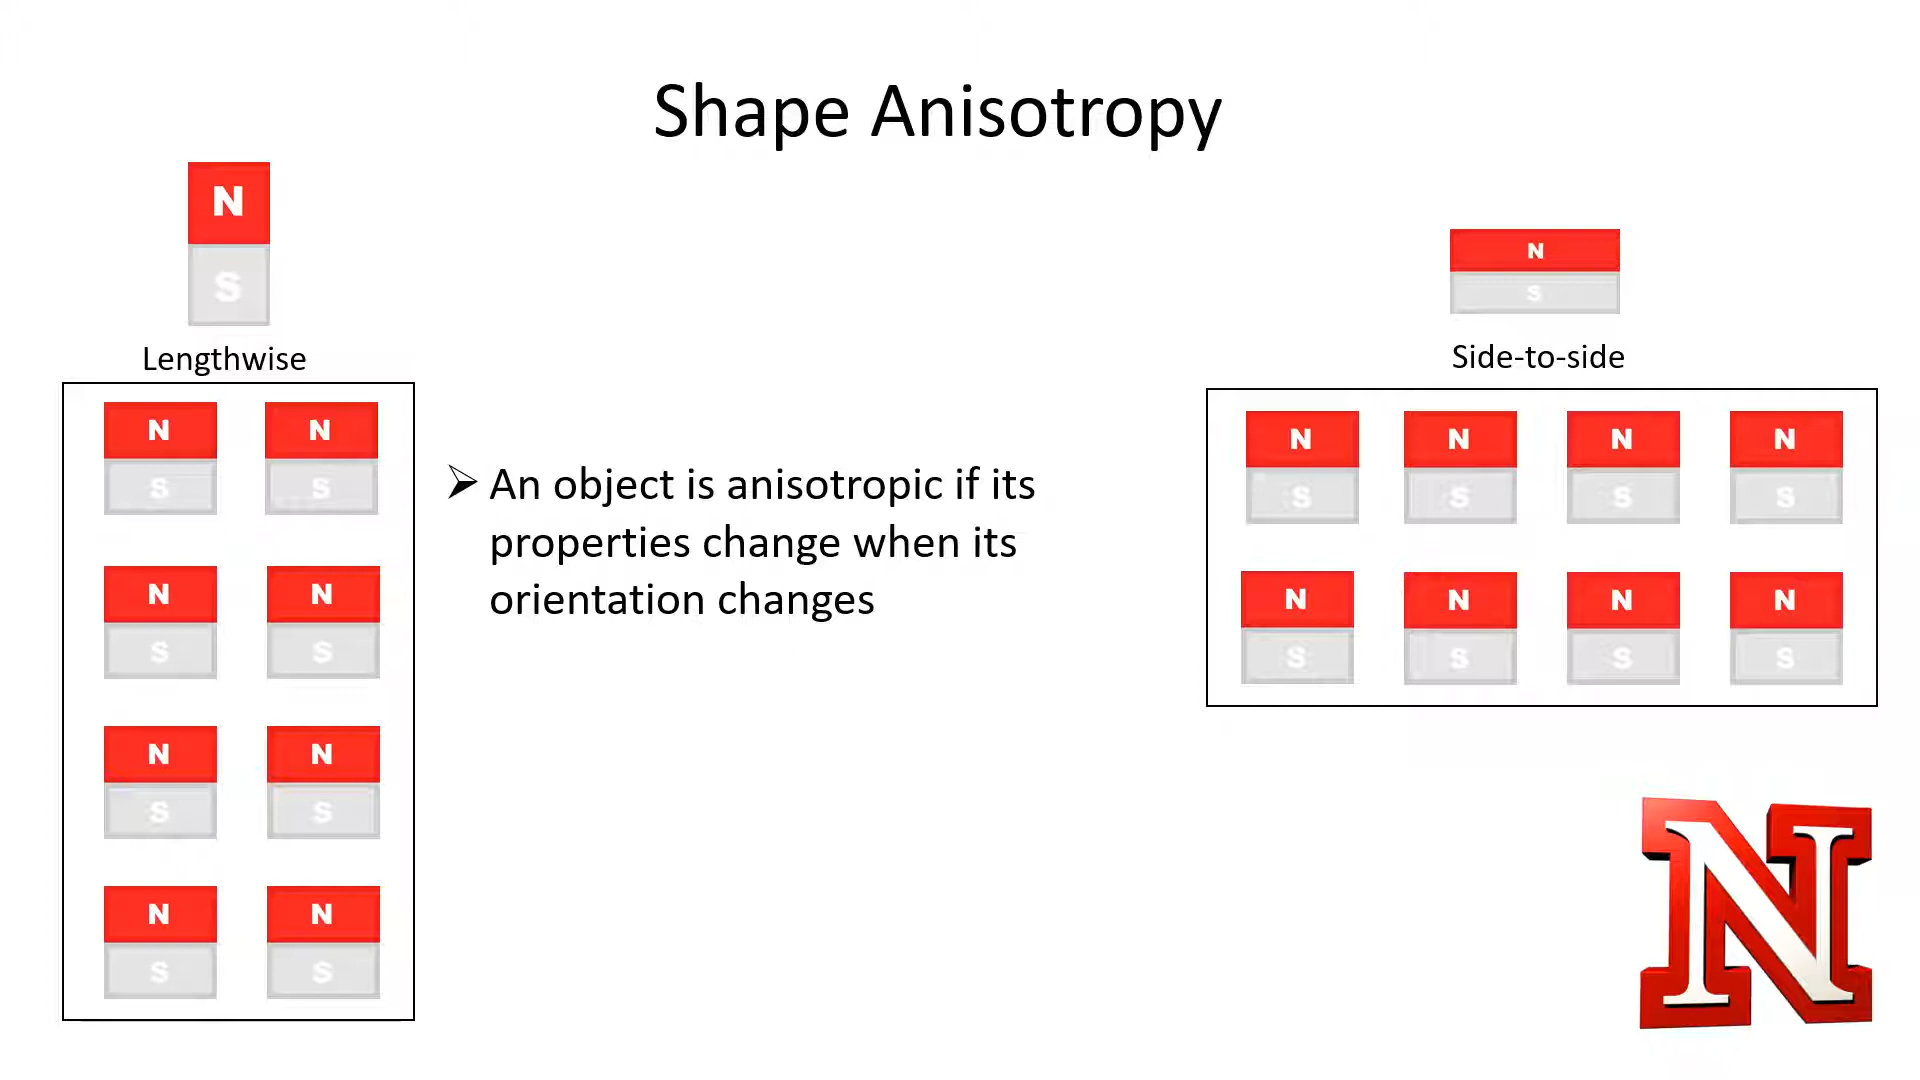 Shape Anisotropy
N
S
Lengthwise
N N
S S
N N
S S
N N
S S
N N
S S
➢ An object is anisotropic if its
properties change when its
orientation changes
N
S
Side-to-side
N N N N
S S S S
N N N N
S S S S
N